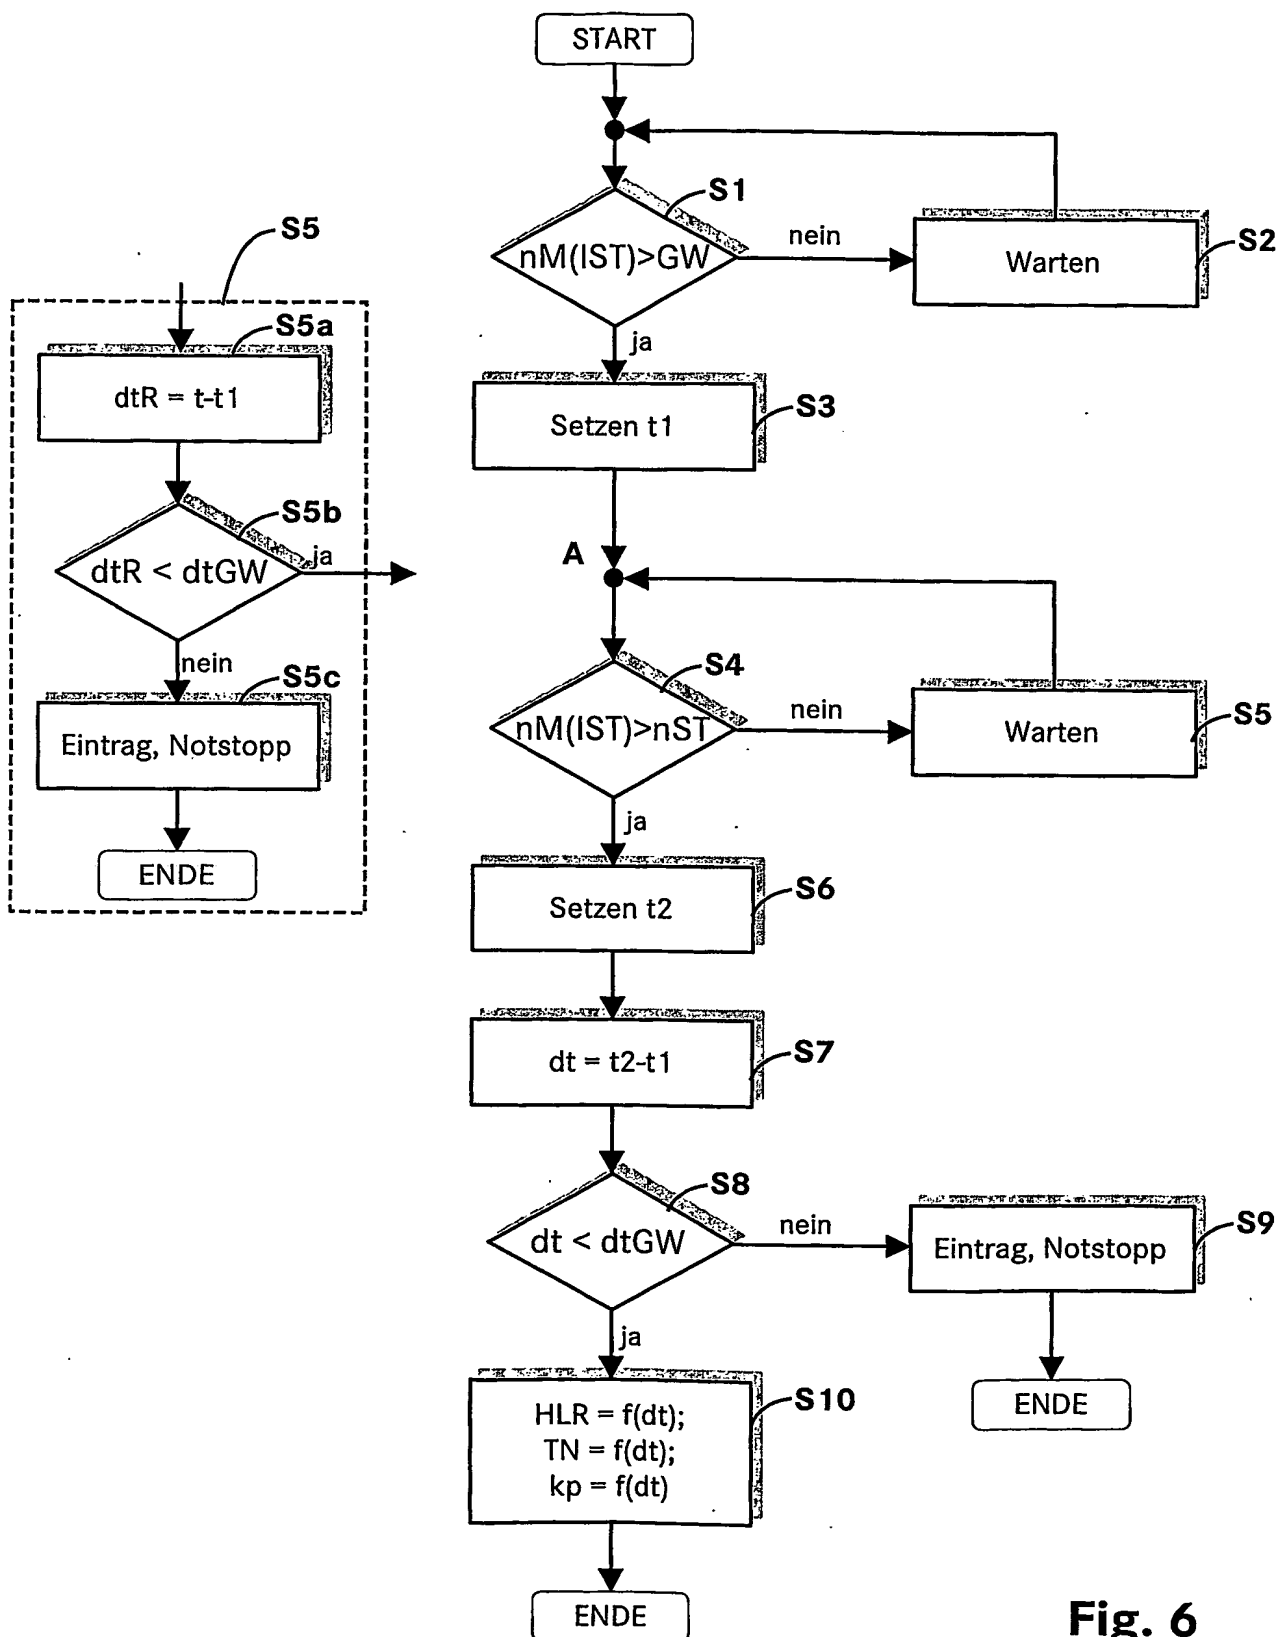 START
S1
nM(IST)>GW
nein
Warten
S2
ja
Setzen t1
S3
A
S4
nM(IST)>nST
nein
Warten
S5
ja
Setzen t2
S6
dt = t2-t1
S7
S8
dt < dtGW
nein
Eintrag, Notstopp
S9
ENDE
ja
HLR = f(dt);
TN = f(dt);
kp = f(dt)
S10
ENDE
S5
S5a
dtR = t-t1
S5b
dtR < dtGW
ja
nein
S5c
Eintrag, Notstopp
ENDE
Fig. 6